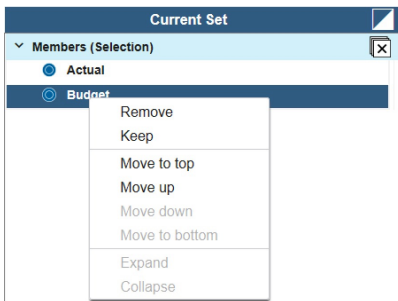 Current Set
Members (Selection)
Actual
Budget
Remove
Keep
Move to top
Move up
Move down
Move to bottom
Expand
Collapse